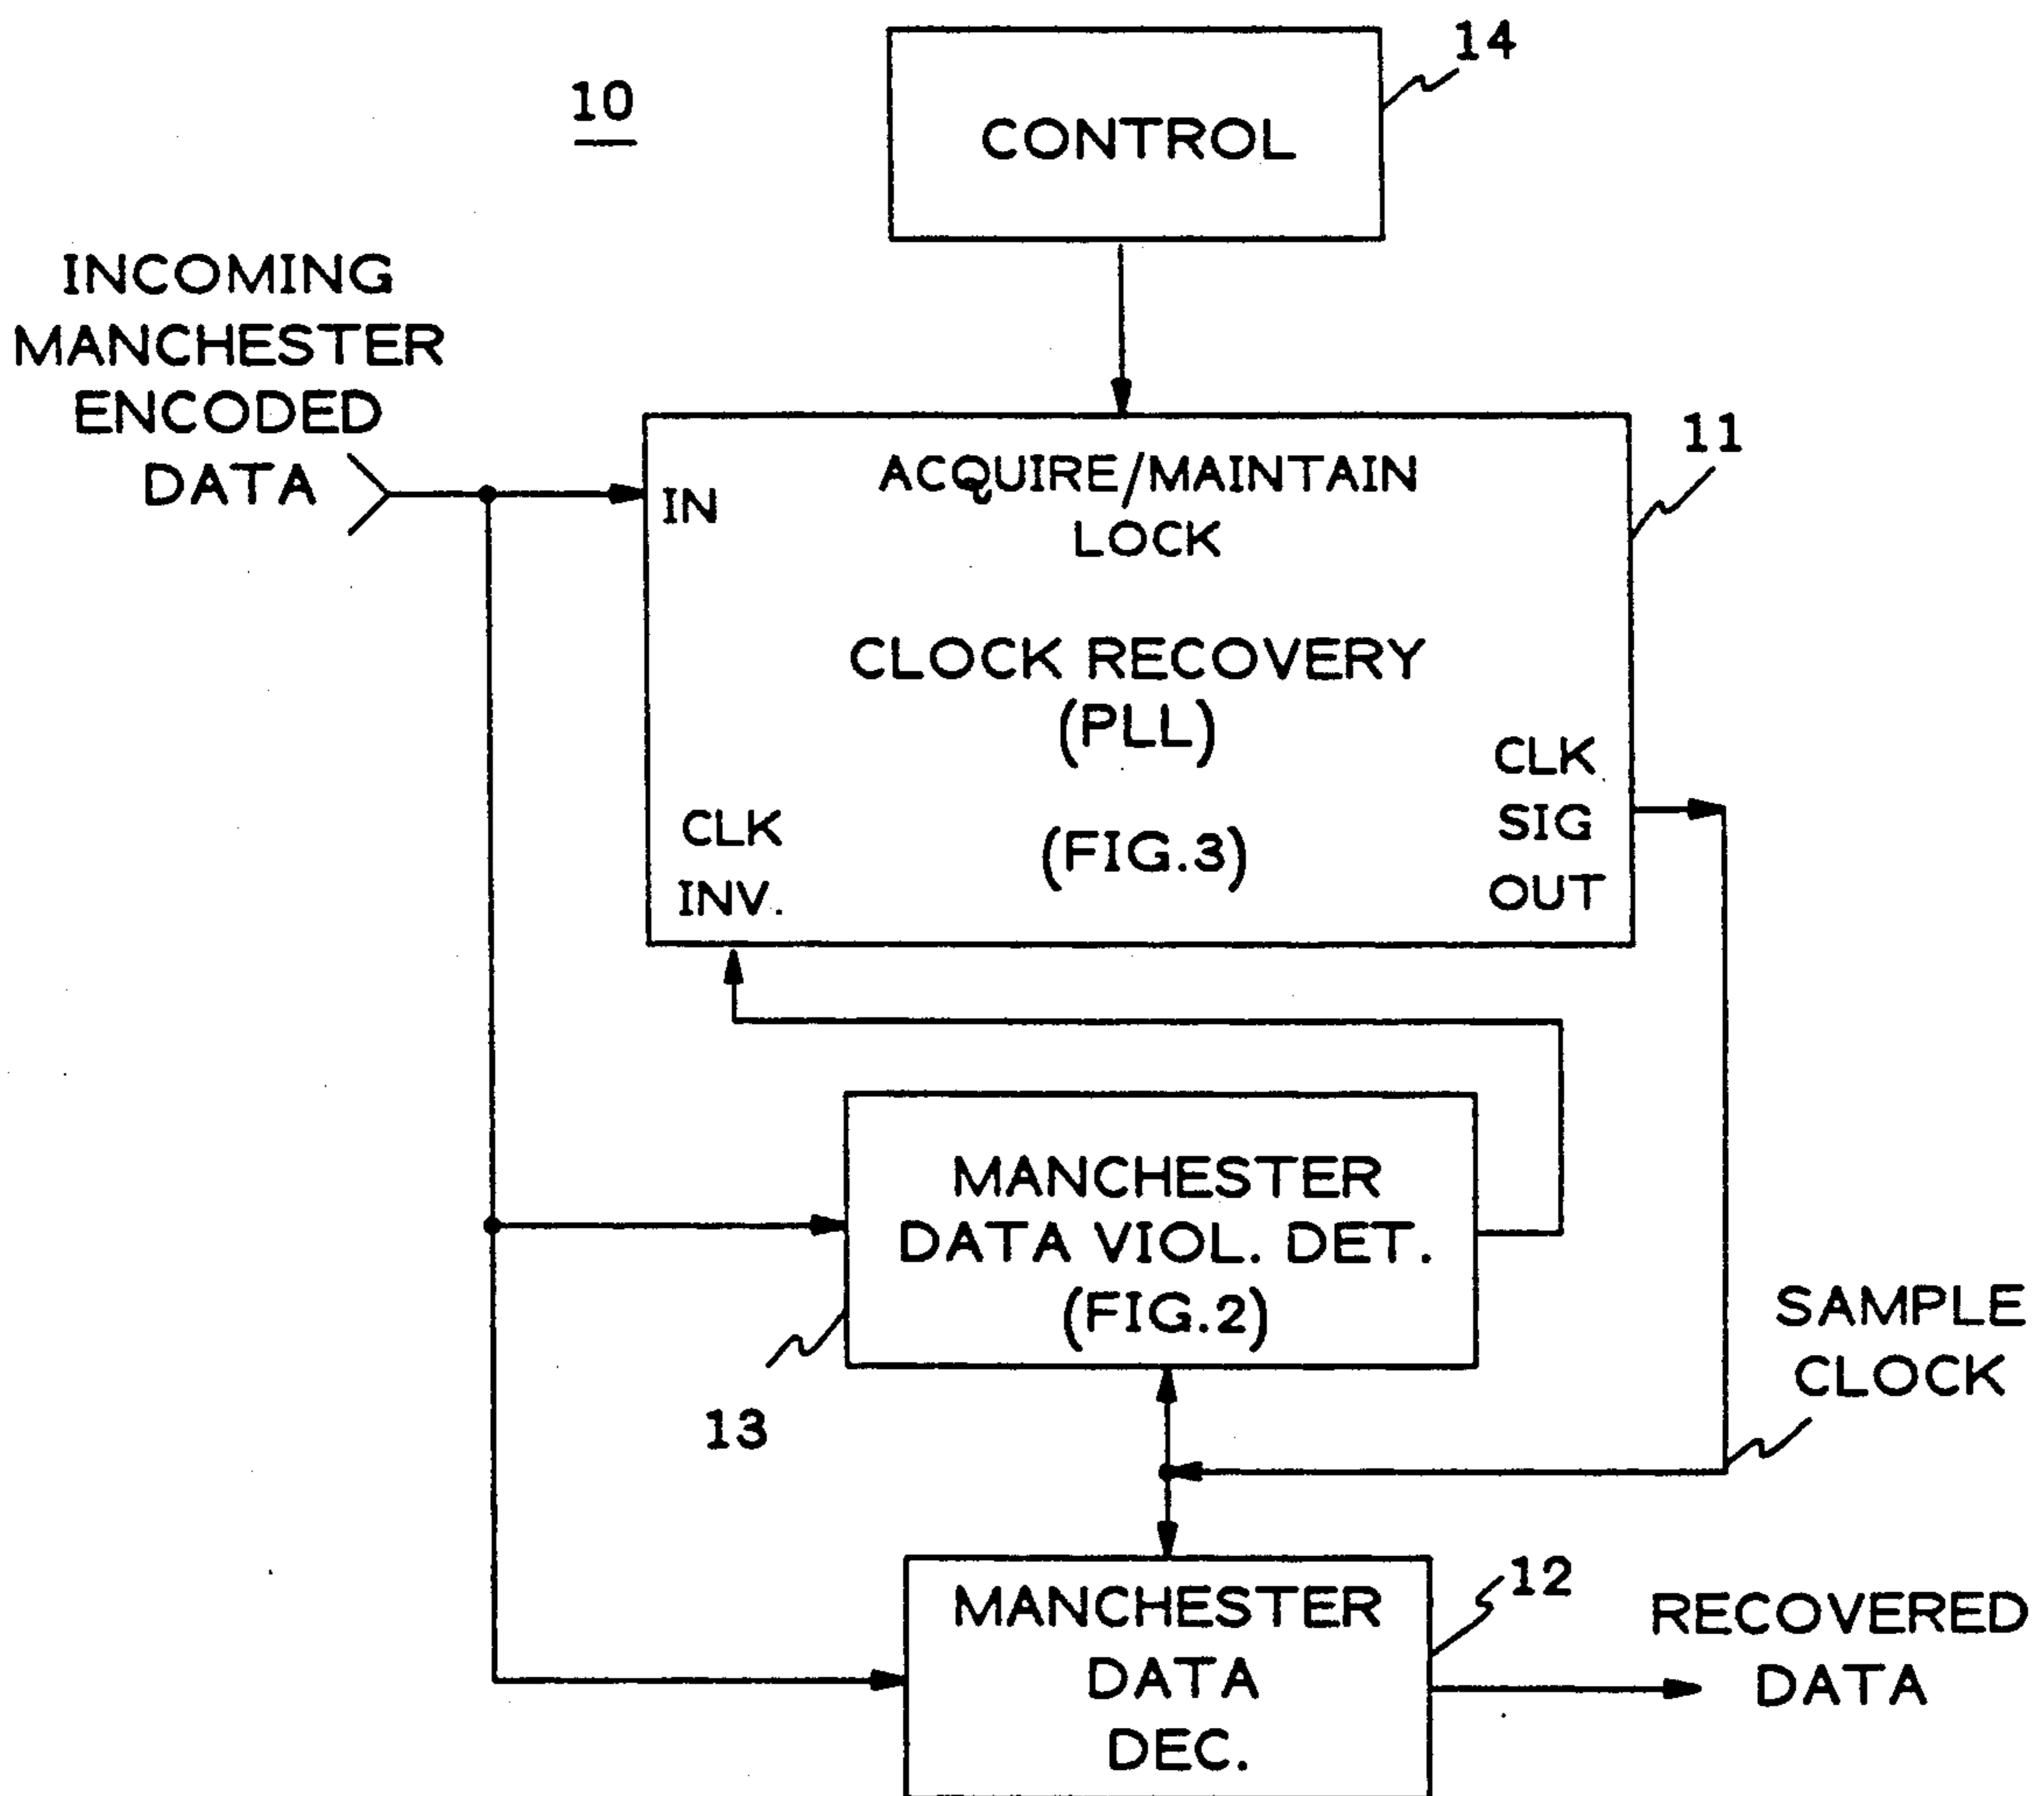 14
10
CONTROL
INCOMING
MANCHESTER
ENCODED
DATA
11
IN
ACQUIRE/MAINTAIN
LOCK
CLOCK RECOVERY
(PLL)
(FIG.3)
CLK
INV.
CLK
SIG
OUT
MANCHESTER
DATA VIOL. DET.
(FIG.2)
13
SAMPLE
CLOCK
12
MANCHESTER
DATA
DEC.
RECOVERED
DATA